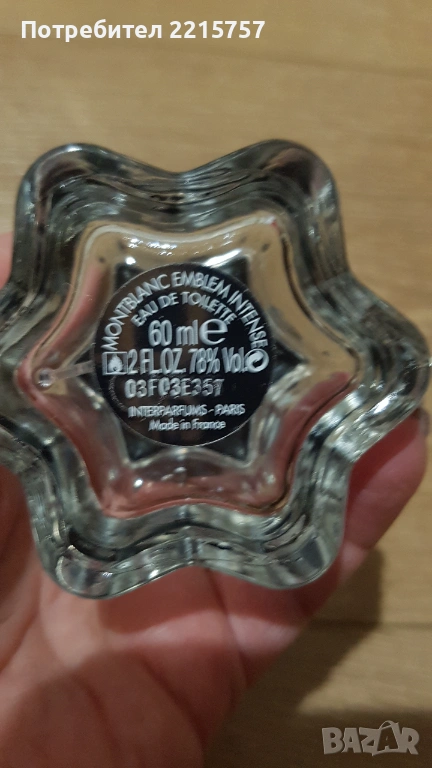 Потребител 2215757
MONTBLANC EMBLEM INTENSE
EAU DE TOILETTE
60 ml e
2 FL.OZ. 78% Vol.
03F03E357
INTERPARFUMS - PARIS
Made in France
BAZAR